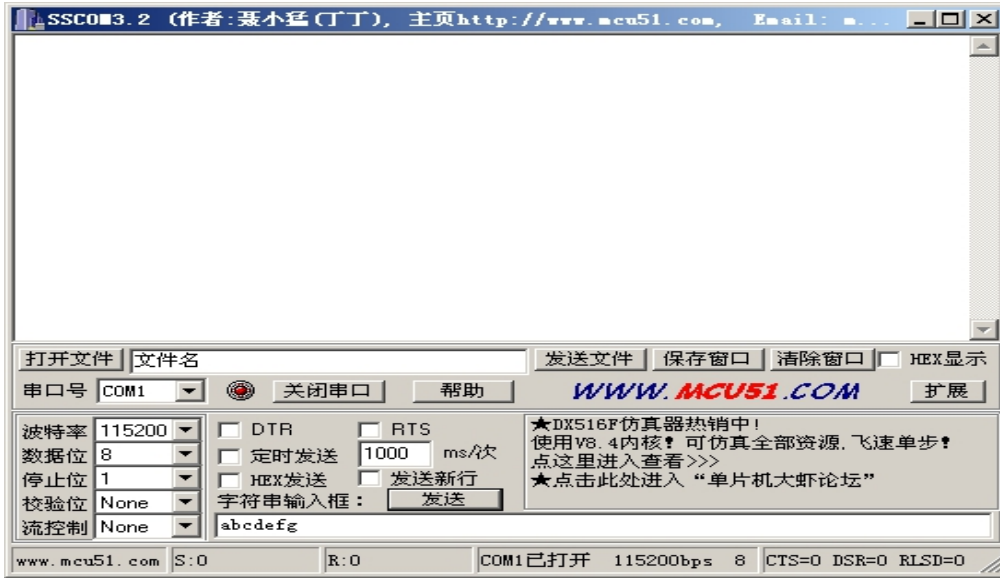 SSCOM3.2 (作者:聂小猛(丁丁), 主页http://www.mcu51.com, Email: m...
打开文件 文件名 发送文件 保存窗口 清除窗口 HEX显示
串口号 COM1 关闭串口 帮助 WWW.MCU51.COM 扩展
波特率 115200 DTR RTS ★DX516F仿真器热销中!
数据位 8 定时发送 1000 ms/次 使用V8.4内核! 可仿真全部资源,飞速单步!
点这里进入查看>>>
停止位 1 HEX发送 发送新行 ★点击此处进入“单片机大虾论坛”
校验位 None 字符串输入框: 发送
流控制 None abcdefg
www.mcu51.com S:0 R:0 COM1已打开 115200bps 8 CTS=0 DSR=0 RLSD=0